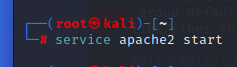 ┌──(root㉿kali)-[~]
└─# service apache2 start